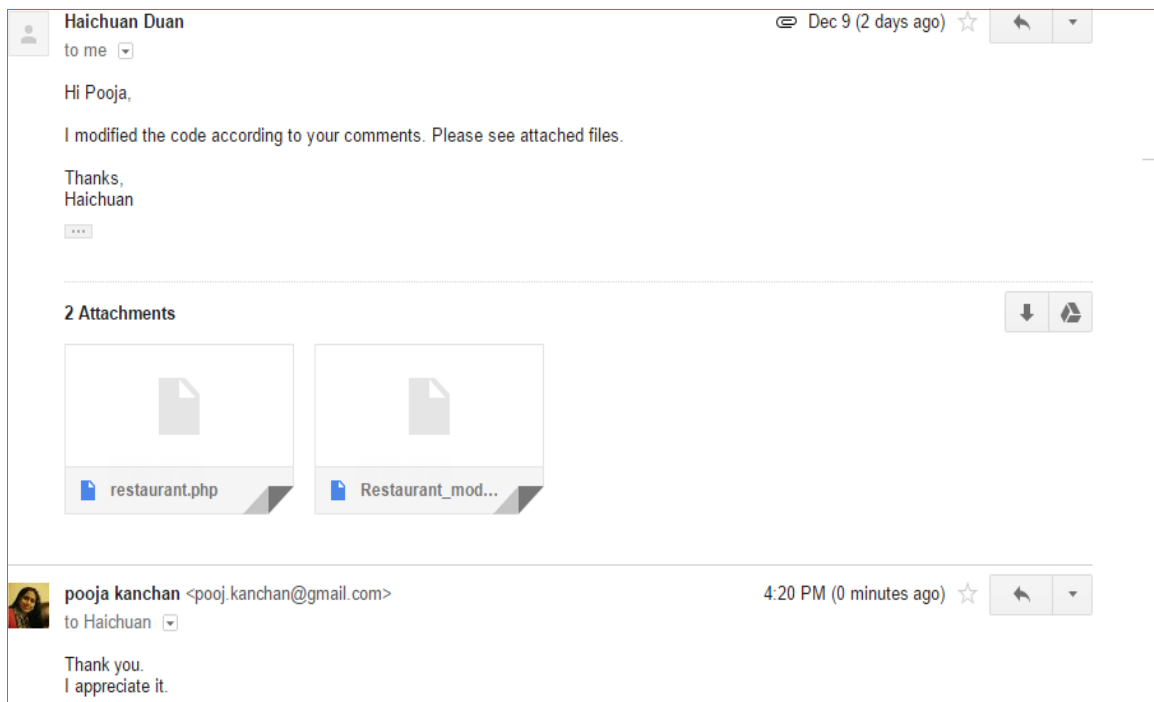 Haichuan Duan Dec 9 (2 days ago)
to me
Hi Pooja,
I modified the code according to your comments. Please see attached files.
Thanks,
Haichuan
2 Attachments
restaurant.php Restaurant_mod...
pooja kanchan <pooj.kanchan@gmail.com> 4:20 PM (0 minutes ago)
to Haichuan
Thank you.
I appreciate it.